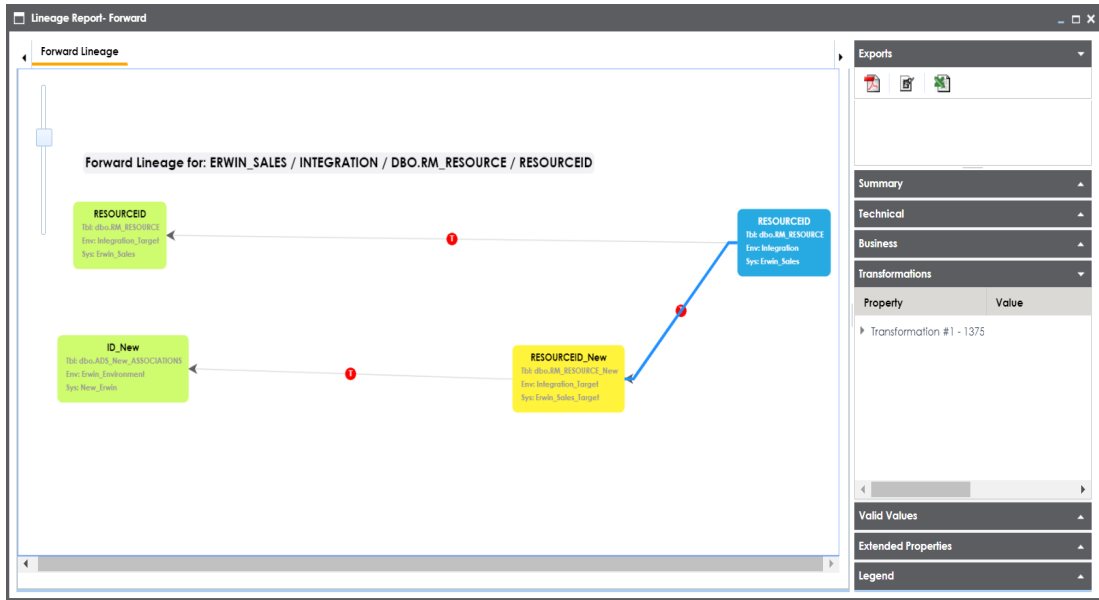 Lineage Report- Forward
Forward Lineage
Forward Lineage for: ERWIN_SALES / INTEGRATION / DBO.RM_RESOURCE / RESOURCEID
RESOURCEID
Tbl: dbo.RM_RESOURCE
Env: Integration_Target
Sys: Erwin_Sales
T
RESOURCEID
Tbl: dbo.RM_RESOURCE
Env: Integration
Sys: Erwin_Sales
ID_New
Tbl: dbo.ADS_New_ASSOCIATIONS
Env: Erwin_Environment
Sys: New_Erwin
T
RESOURCEID_New
Tbl: dbo.RM_RESOURCE_New
Env: Integration_Target
Sys: Erwin_Sales_Target
Exports
Summary
Technical
Business
Transformations
Property Value
Transformation #1 - 1375
Valid Values
Extended Properties
Legend